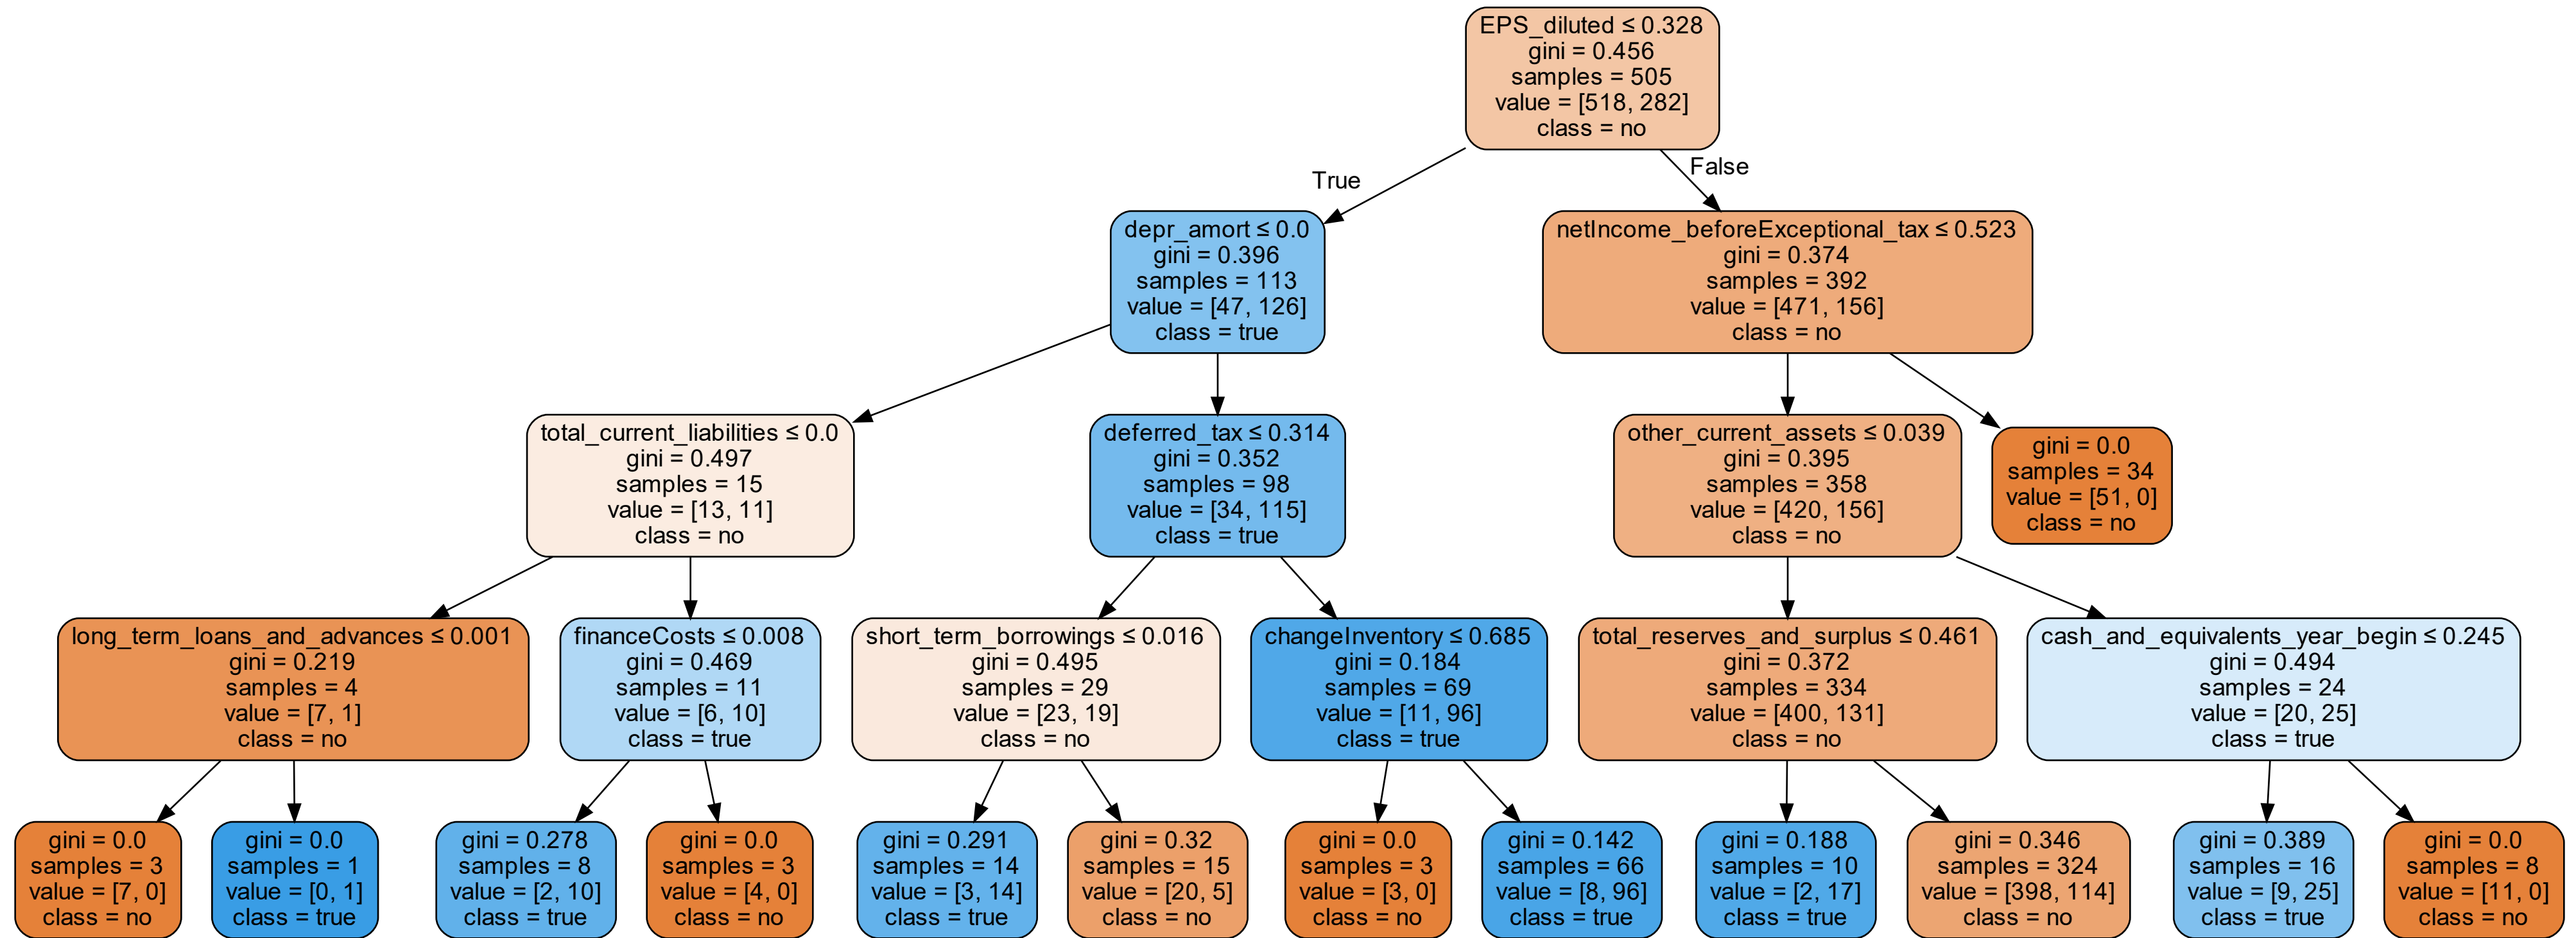 EPS_diluted ≤ 0.328
gini = 0.456
samples = 505
value = [518, 282]
class = no
True
False
depr_amort ≤ 0.0
gini = 0.396
samples = 113
value = [47, 126]
class = true
netIncome_beforeExceptional_tax ≤ 0.523
gini = 0.374
samples = 392
value = [471, 156]
class = no
total_current_liabilities ≤ 0.0
gini = 0.497
samples = 15
value = [13, 11]
class = no
deferred_tax ≤ 0.314
gini = 0.352
samples = 98
value = [34, 115]
class = true
other_current_assets ≤ 0.039
gini = 0.395
samples = 358
value = [420, 156]
class = no
gini = 0.0
samples = 34
value = [51, 0]
class = no
long_term_loans_and_advances ≤ 0.001
gini = 0.219
samples = 4
value = [7, 1]
class = no
financeCosts ≤ 0.008
gini = 0.469
samples = 11
value = [6, 10]
class = true
short_term_borrowings ≤ 0.016
gini = 0.495
samples = 29
value = [23, 19]
class = no
changeInventory ≤ 0.685
gini = 0.184
samples = 69
value = [11, 96]
class = true
total_reserves_and_surplus ≤ 0.461
gini = 0.372
samples = 334
value = [400, 131]
class = no
cash_and_equivalents_year_begin ≤ 0.245
gini = 0.494
samples = 24
value = [20, 25]
class = true
gini = 0.0
samples = 3
value = [7, 0]
class = no
gini = 0.0
samples = 1
value = [0, 1]
class = true
gini = 0.278
samples = 8
value = [2, 10]
class = true
gini = 0.0
samples = 3
value = [4, 0]
class = no
gini = 0.291
samples = 14
value = [3, 14]
class = true
gini = 0.32
samples = 15
value = [20, 5]
class = no
gini = 0.0
samples = 3
value = [3, 0]
class = no
gini = 0.142
samples = 66
value = [8, 96]
class = true
gini = 0.188
samples = 10
value = [2, 17]
class = true
gini = 0.346
samples = 324
value = [398, 114]
class = no
gini = 0.389
samples = 16
value = [9, 25]
class = true
gini = 0.0
samples = 8
value = [11, 0]
class = no